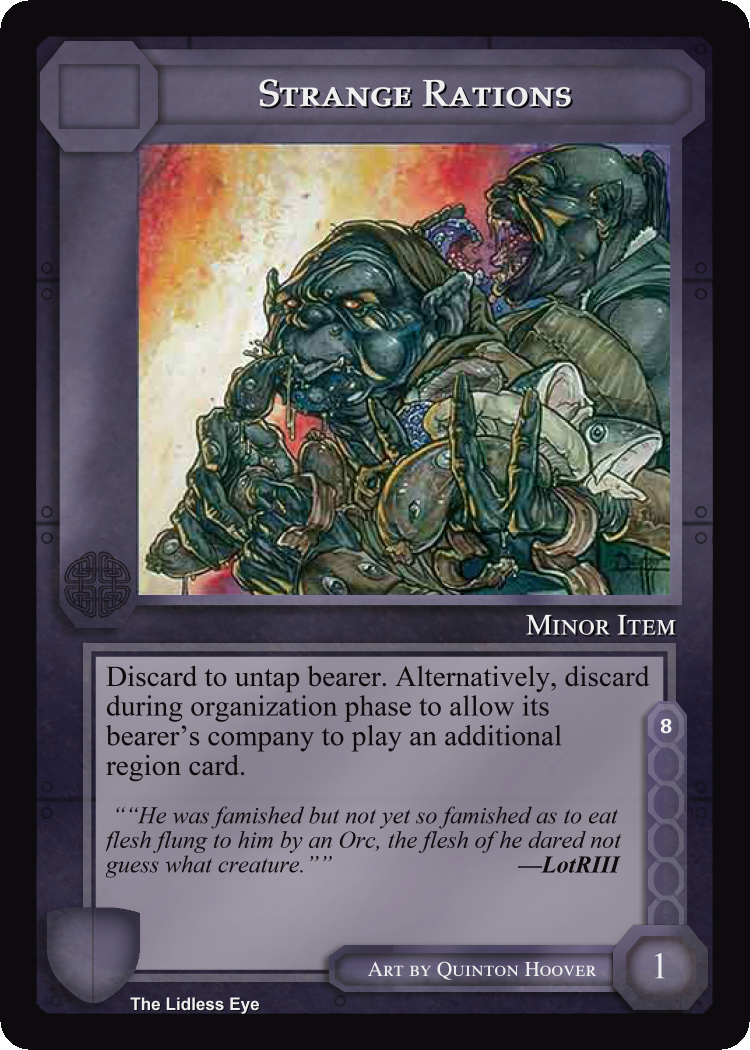 Strange Rations
Minor Item
Discard to untap bearer. Alternatively, discard
during organization phase to allow its
bearer's company to play an additional
region card.
8
““He was famished but not yet so famished as to eat
flesh flung to him by an Orc, the flesh of he dared not
guess what creature.”” —LotRIII
Art by Quinton Hoover
1
The Lidless Eye